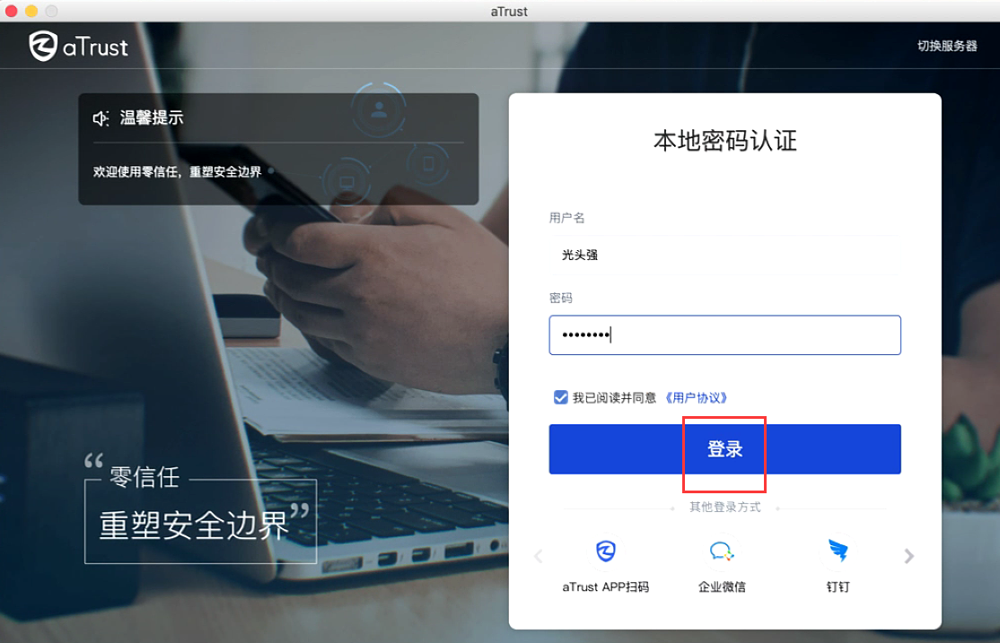 aTrust
aTrust
切换服务器
温馨提示
欢迎使用零信任，重塑安全边界
本地密码认证
用户名
光头强
密码
••••••••
我已阅读并同意 《用户协议》
登录
“零信任
重塑安全边界”
其他登录方式
aTrust APP扫码
企业微信
钉钉